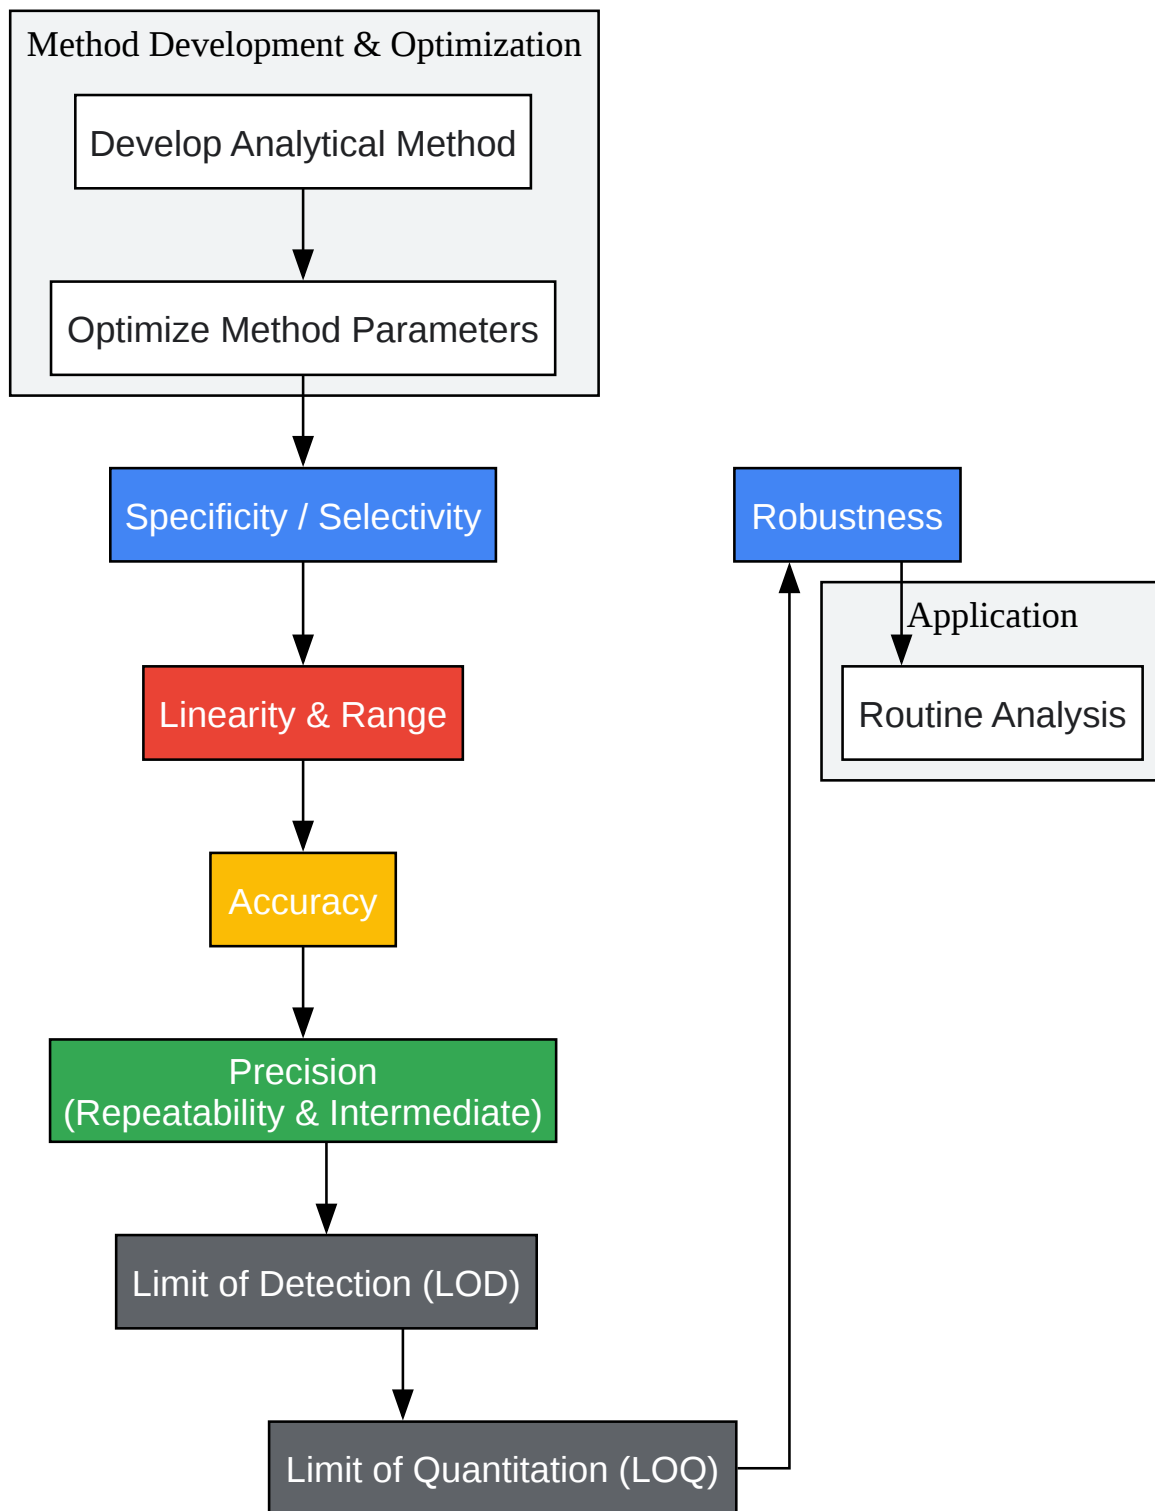 Method Development & Optimization
Develop Analytical Method
Optimize Method Parameters
Specificity / Selectivity
Linearity & Range
Accuracy
Precision
(Repeatability & Intermediate)
Limit of Detection (LOD)
Limit of Quantitation (LOQ)
Robustness
Application
Routine Analysis